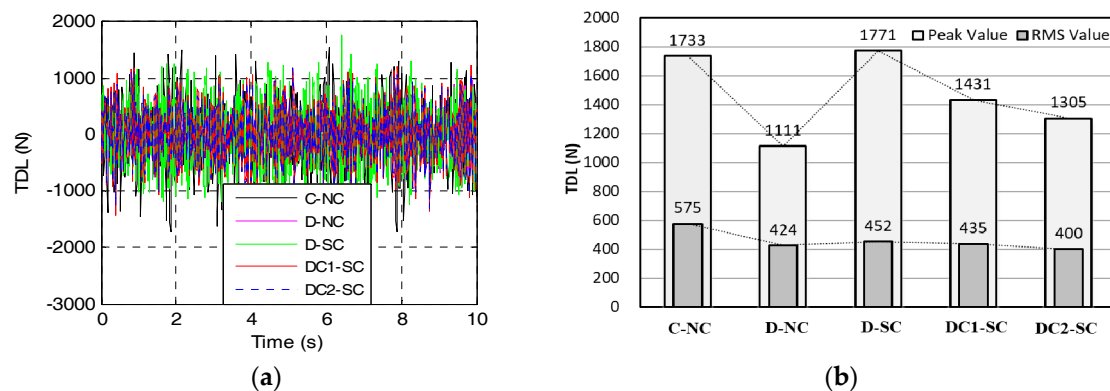 2000
1000
0
-1000
-2000
-3000
TDL (N)
0 2 4 6 8 10
Time (s)
C-NC
D-NC
D-SC
DC1-SC
DC2-SC
(a)
2000
1800
1600
1400
1200
1000
800
600
400
200
0
TDL (N)
Peak Value RMS Value
1733
1111
1771
1431
1305
575
424
452
435
400
C-NC D-NC D-SC DC1-SC DC2-SC
(b)